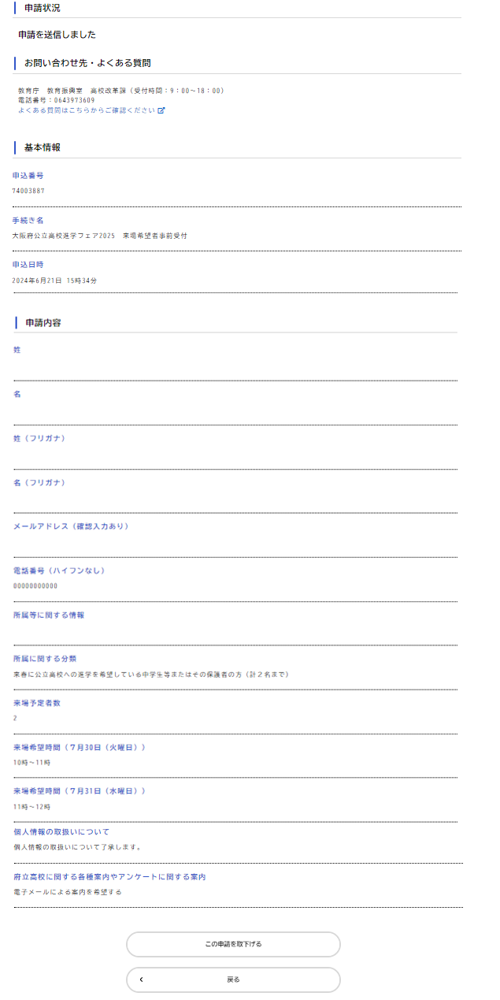 申請状況
申請を送信しました
お問い合わせ先・よくある質問
教育庁　教育振興室　高校改革課（受付時間：9：00～18：00）
電話番号：0643973609
よくある質問はこちらからご確認ください
基本情報
申込番号
74003887
手続き名
大阪府公立高校進学フェア2025　来場希望者事前受付
申込日時
2024年6月21日 15時34分
申請内容
姓
名
姓（フリガナ）
名（フリガナ）
メールアドレス（確認入力あり）
電話番号（ハイフンなし）
00000000000
所属等に関する情報
所属に関する分類
来春に公立高校への進学を希望している中学生等またはその保護者の方（計２名まで）
来場予定者数
2
来場希望時間（７月30日（火曜日））
10時～11時
来場希望時間（７月31日（水曜日））
11時～12時
個人情報の取扱いについて
個人情報の取扱いについて了承します。
府立高校に関する各種案内やアンケートに関する案内
電子メールによる案内を希望する
この申請を取下げる
戻る